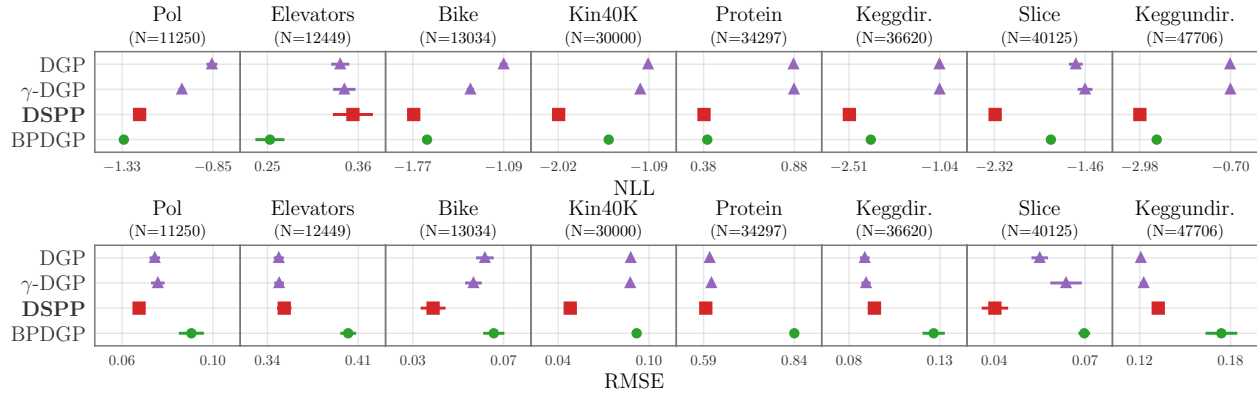 Pol Elevators Bike Kin40K Protein Keggdir. Slice Keggundir.
(N=11250) (N=12449) (N=13034) (N=30000) (N=34297) (N=36620) (N=40125) (N=47706)
DGP
γ-DGP
DSPP
BPDGP
−1.33 −0.85 0.25 0.36 −1.77 −1.09 −2.02 −1.09 0.38 0.88 −2.51 −1.04 −2.32 −1.46 −2.98 −0.70
NLL
Pol Elevators Bike Kin40K Protein Keggdir. Slice Keggundir.
(N=11250) (N=12449) (N=13034) (N=30000) (N=34297) (N=36620) (N=40125) (N=47706)
DGP
γ-DGP
DSPP
BPDGP
0.06 0.10 0.34 0.41 0.03 0.07 0.04 0.10 0.59 0.84 0.08 0.13 0.04 0.07 0.12 0.18
RMSE